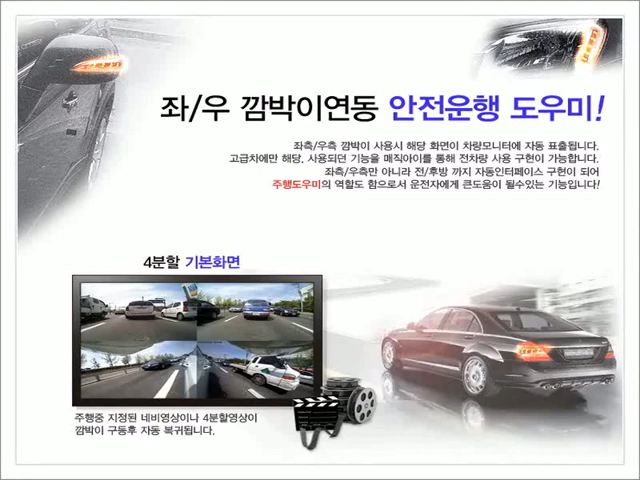 좌/우 깜박이연동 안전운행 도우미!
좌측/우측 깜박이 사용시 해당 화면이 차량모니터에 자동 표출됩니다.
고급차에만 해당, 사용되던 기능을 매직아이를 통해 전차량 사용 구현이 가능합니다.
좌측/우측만 아니라 전/후방 까지 자동인터페이스 구현이 되어
주행도우미의 역할도 함으로서 운전자에게 큰도움이 될수있는 기능입니다!
4분할 기본화면
주행중 지정된 네비영상이나 4분할영상이
깜박이 구동후 자동 복귀됩니다.